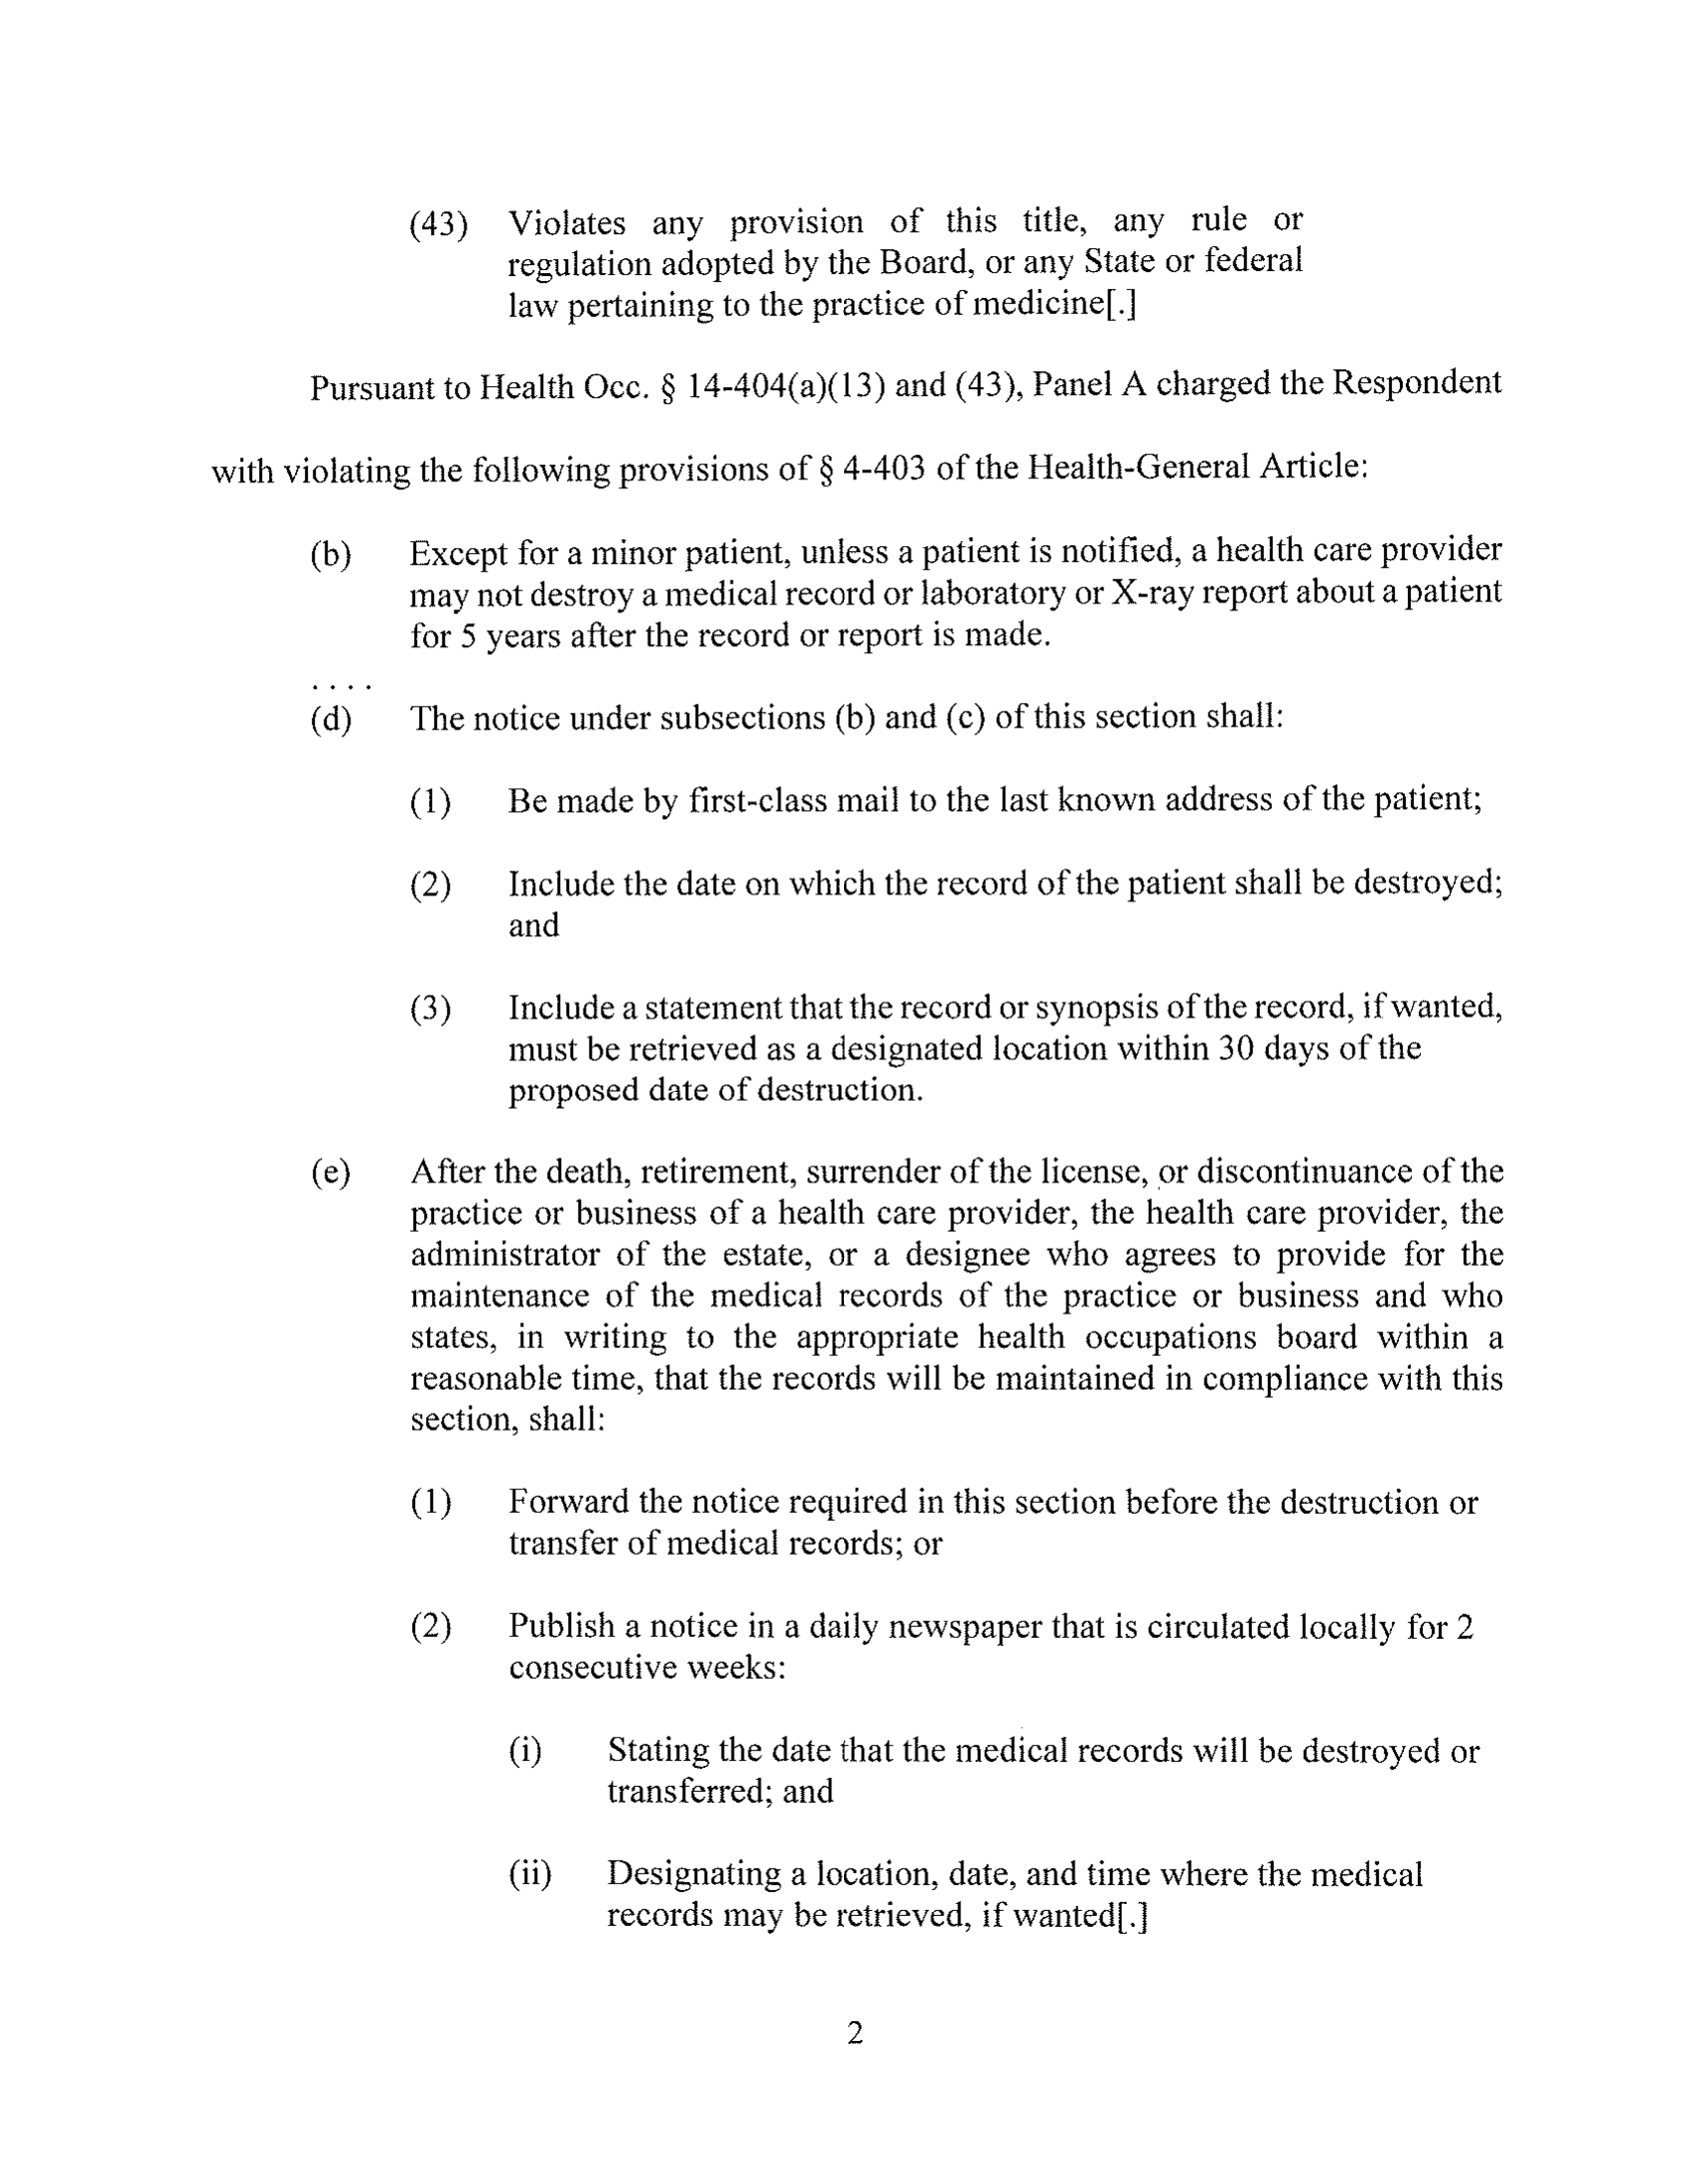 (43) Violates any provision of this title, any rule or
regulation adopted by the Board, or any State or federal
law pertaining to the practice of medicine[.]
Pursuant to Health Occ. § 14-404(a)(13) and (43), Panel A charged the Respondent
with violating the following provisions of § 4-403 of the Health-General Article:
(b) Except for a minor patient, unless a patient is notified, a health care provider
may not destroy a medical record or laboratory or X-ray report about a patient
for 5 years after the record or report is made.
. . . .
(d) The notice under subsections (b) and (c) of this section shall:
(1) Be made by first-class mail to the last known address of the patient;
(2) Include the date on which the record of the patient shall be destroyed;
and
(3) Include a statement that the record or synopsis of the record, if wanted,
must be retrieved as a designated location within 30 days of the
proposed date of destruction.
(e) After the death, retirement, surrender of the license, or discontinuance of the
practice or business of a health care provider, the health care provider, the
administrator of the estate, or a designee who agrees to provide for the
maintenance of the medical records of the practice or business and who
states, in writing to the appropriate health occupations board within a
reasonable time, that the records will be maintained in compliance with this
section, shall:
(1) Forward the notice required in this section before the destruction or
transfer of medical records; or
(2) Publish a notice in a daily newspaper that is circulated locally for 2
consecutive weeks:
(i) Stating the date that the medical records will be destroyed or
transferred; and
(ii) Designating a location, date, and time where the medical
records may be retrieved, if wanted[.]
2